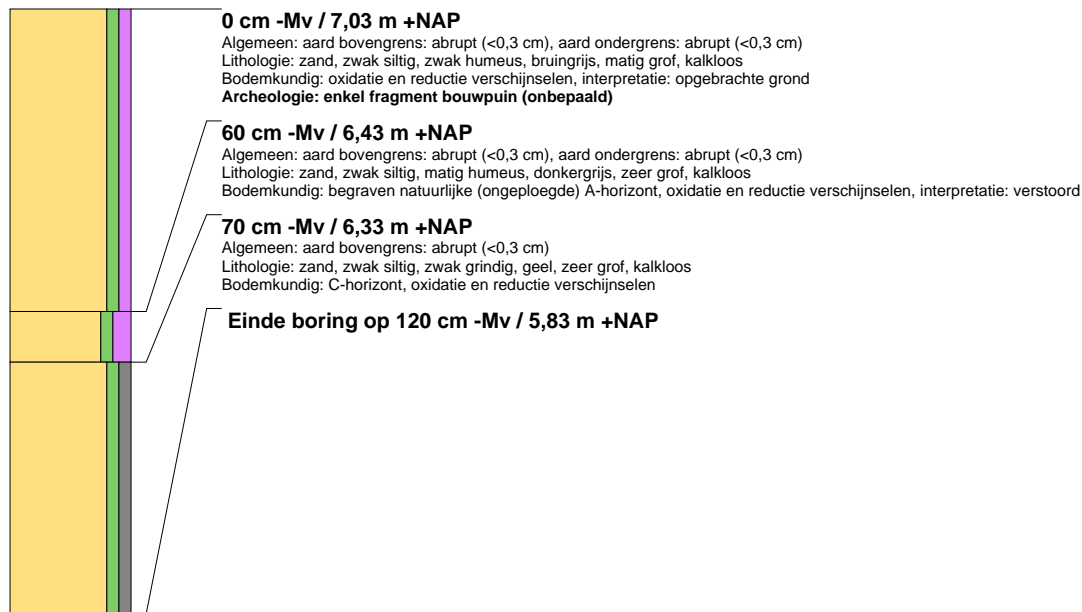 0 cm -Mv / 7,03 m +NAP
Algemeen: aard bovengrens: abrupt (<0,3 cm), aard ondergrens: abrupt (<0,3 cm)
Lithologie: zand, zwak siltig, zwak humeus, bruingrijs, matig grof, kalkloos
Bodemkundig: oxidatie en reductie verschijnselen, interpretatie: opgebrachte grond
Archeologie: enkel fragment bouwpuin (onbepaald)
60 cm -Mv / 6,43 m +NAP
Algemeen: aard bovengrens: abrupt (<0,3 cm), aard ondergrens: abrupt (<0,3 cm)
Lithologie: zand, zwak siltig, matig humeus, donkergrijs, zeer grof, kalkloos
Bodemkundig: begraven natuurlijke (ongeploegde) A-horizont, oxidatie en reductie verschijnselen, interpretatie: verstoord
70 cm -Mv / 6,33 m +NAP
Algemeen: aard bovengrens: abrupt (<0,3 cm)
Lithologie: zand, zwak siltig, zwak grindig, geel, zeer grof, kalkloos
Bodemkundig: C-horizont, oxidatie en reductie verschijnselen
Einde boring op 120 cm -Mv / 5,83 m +NAP